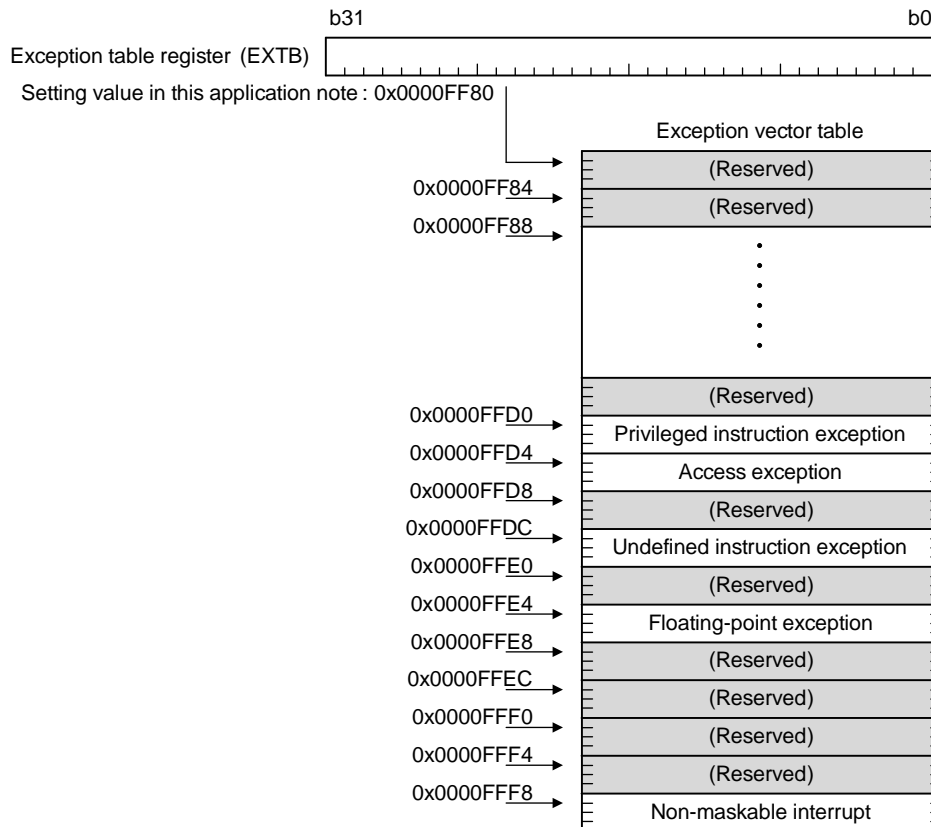 b31 b0
Exception table register (EXTB)
Setting value in this application note : 0x0000FF80
Exception vector table
(Reserved)
0x0000FF84
(Reserved)
0x0000FF88
(Reserved)
0x0000FFD0
Privileged instruction exception
0x0000FFD4
Access exception
0x0000FFD8
(Reserved)
0x0000FFDC
Undefined instruction exception
0x0000FFE0
(Reserved)
0x0000FFE4
Floating-point exception
0x0000FFE8
(Reserved)
0x0000FFEC
(Reserved)
0x0000FFF0
(Reserved)
0x0000FFF4
(Reserved)
0x0000FFF8
Non-maskable interrupt